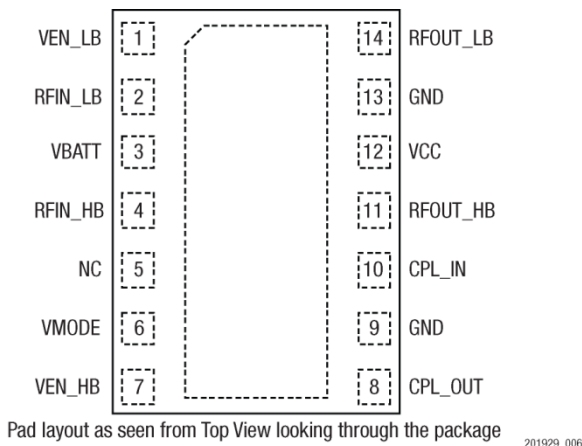 VEN_LB 1 14 RFOUT_LB
RFIN_LB 2 13 GND
VBATT 3 12 VCC
RFIN_HB 4 11 RFOUT_HB
NC 5 10 CPL_IN
VMODE 6 9 GND
VEN_HB 7 8 CPL_OUT
Pad layout as seen from Top View looking through the package
201929_006